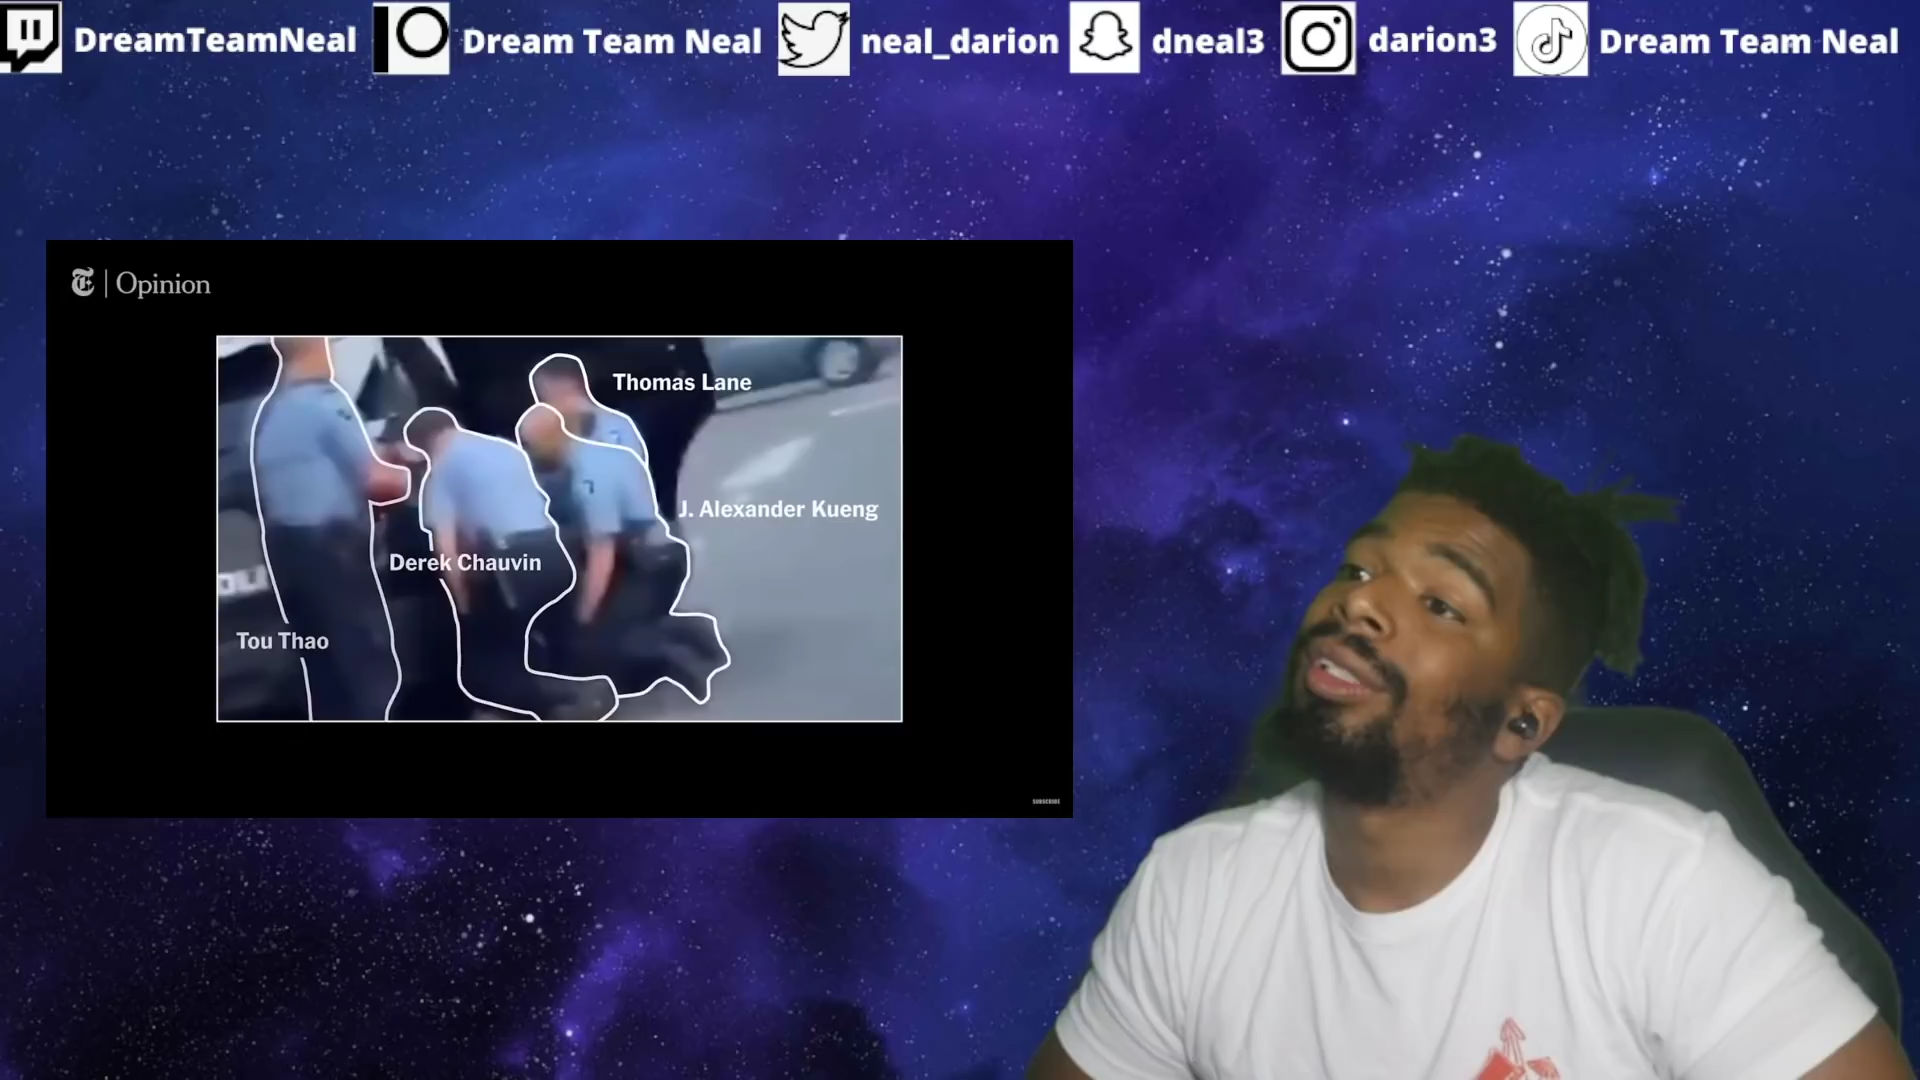 DreamTeamNeal Dream Team Neal neal_darion dneal3 darion3 Dream Team Neal
Opinion
Thomas Lane
J. Alexander Kueng
Derek Chauvin
Tou Thao
SUBSCRIBE